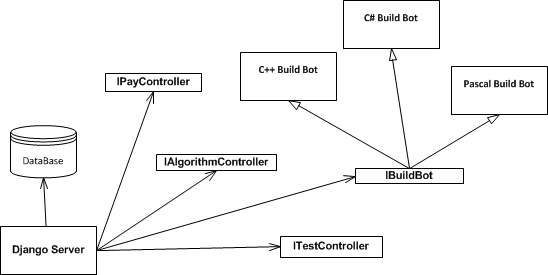 C# Build Bot
C++ Build Bot
IPayController
Pascal Build Bot
DataBase
IAlgorithmController
IBuildBot
Django Server
ITestController